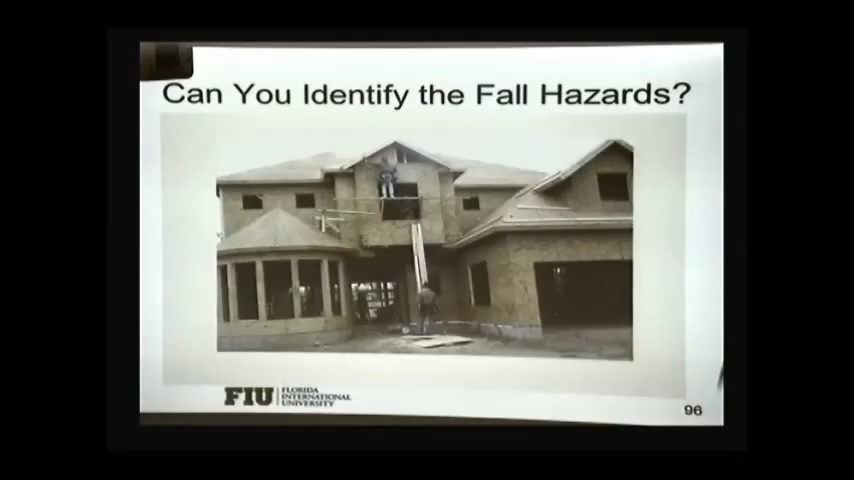 Can You Identify the Fall Hazards?
FIU
FLORIDA
INTERNATIONAL
UNIVERSITY
96